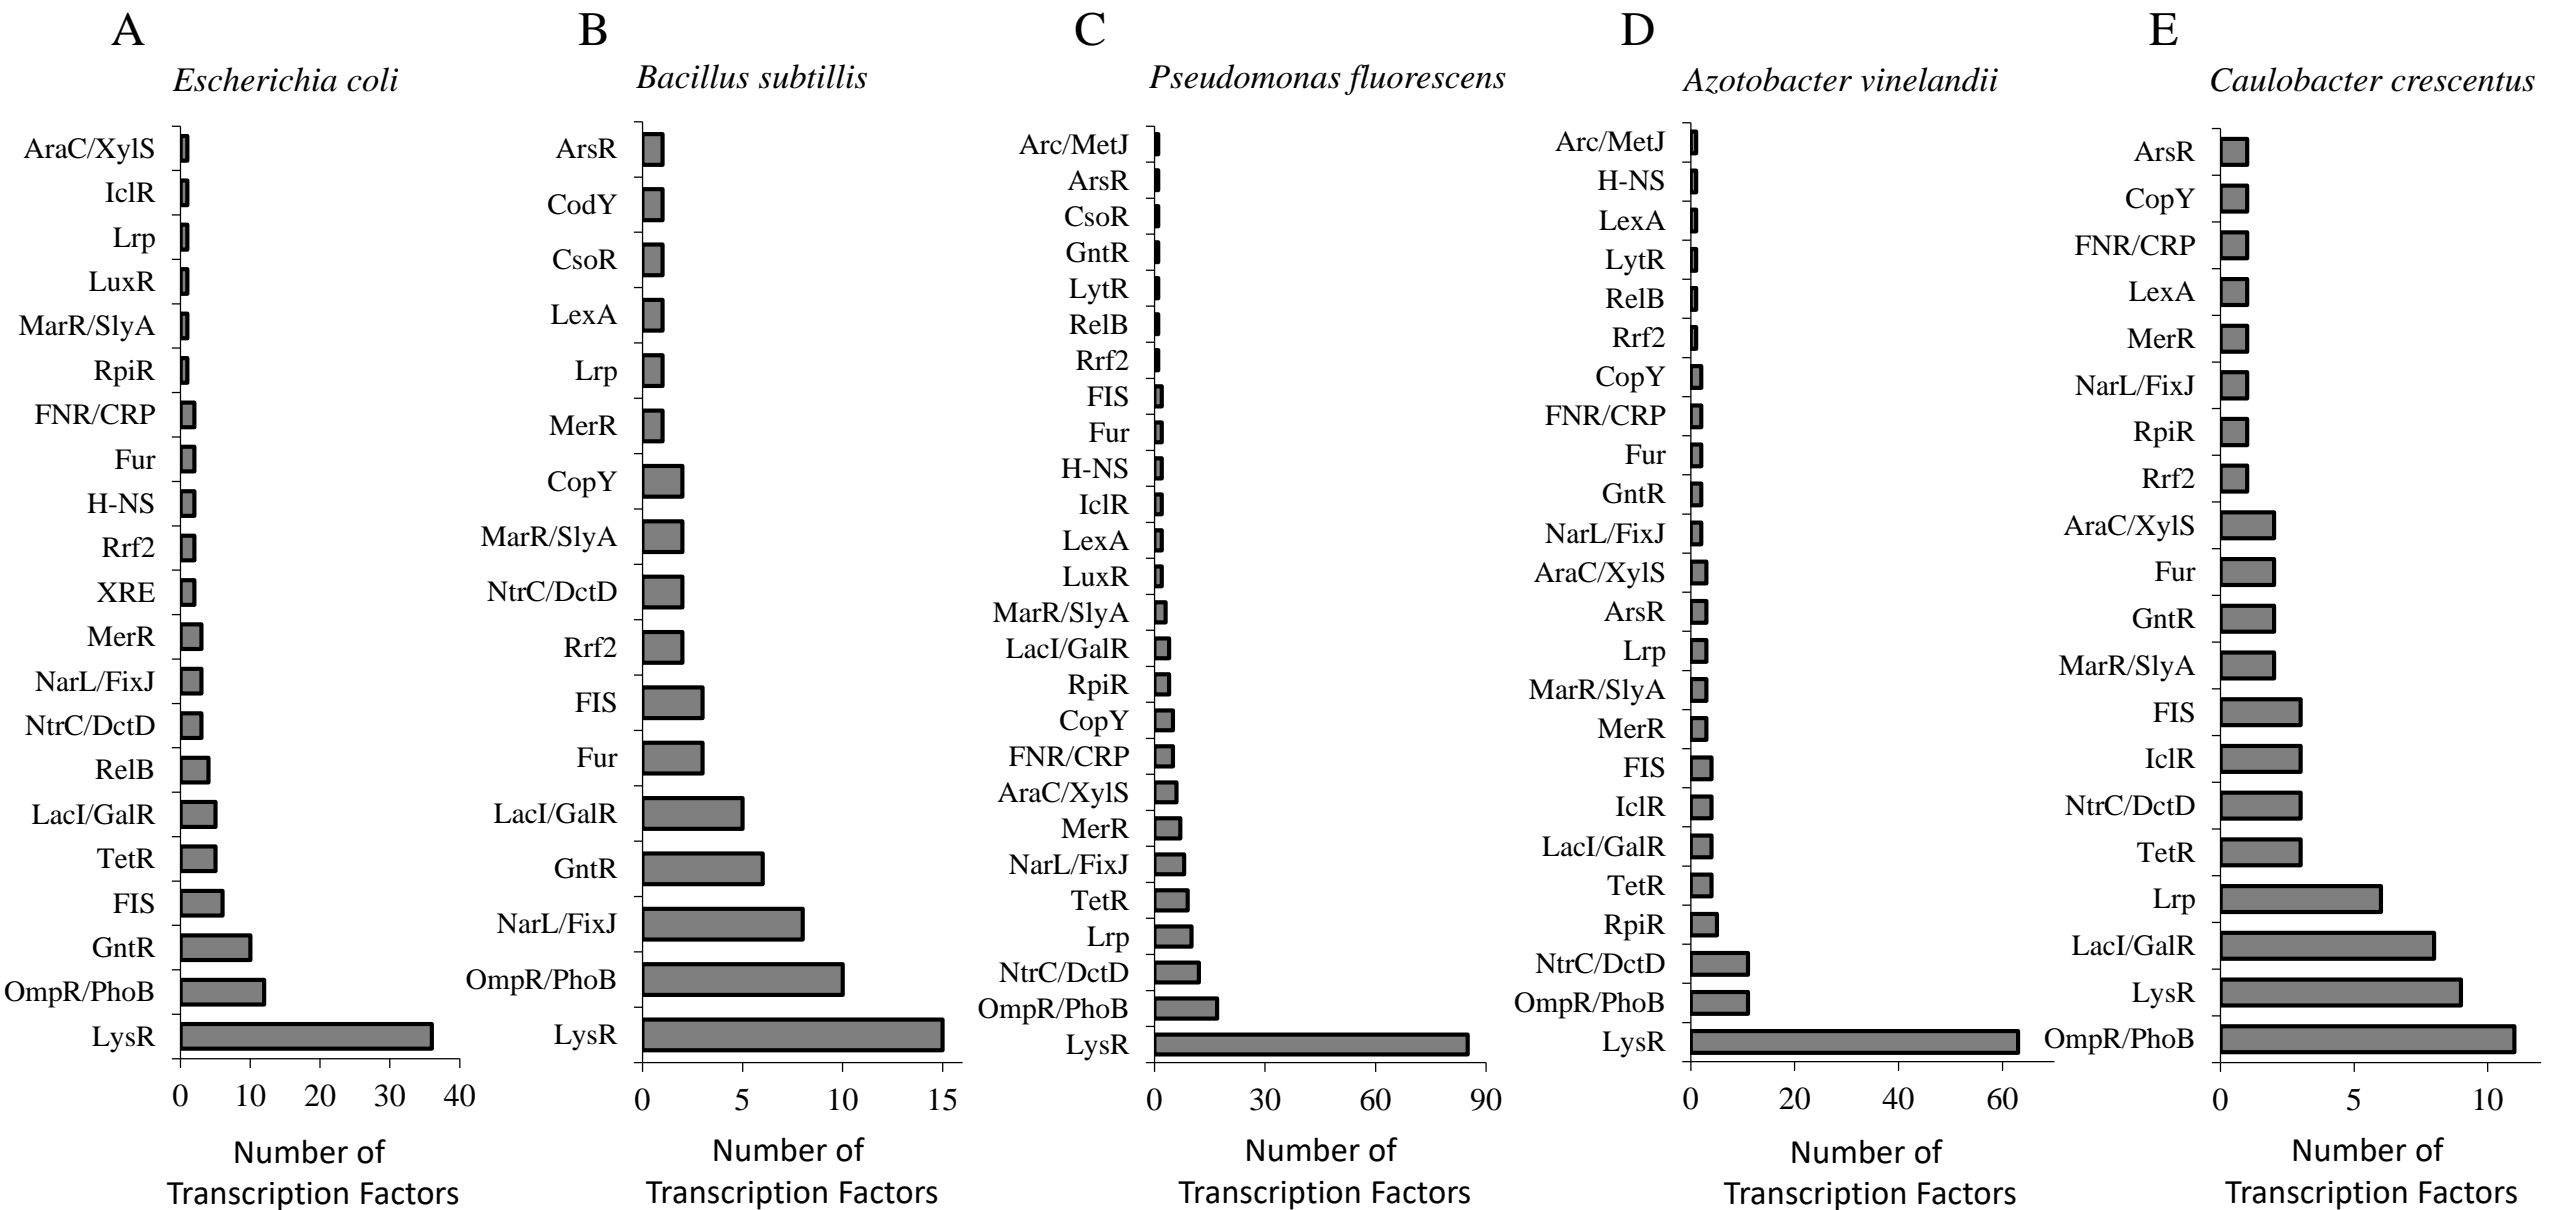 A
Escherichia coli
AraC/XylS
IclR
Lrp
LuxR
MarR/SlyA
RpiR
FNR/CRP
Fur
H-NS
Rrf2
XRE
MerR
NarL/FixJ
NtrC/DctD
RelB
LacI/GalR
TetR
FIS
GntR
OmpR/PhoB
LysR
0 10 20 30 40
Number of
Transcription Factors
B
Bacillus subtillis
ArsR
CodY
CsoR
LexA
Lrp
MerR
CopY
MarR/SlyA
NtrC/DctD
Rrf2
FIS
Fur
LacI/GalR
GntR
NarL/FixJ
OmpR/PhoB
LysR
0 5 10 15
Number of
Transcription Factors
C
Pseudomonas fluorescens
Arc/MetJ
ArsR
CsoR
GntR
LytR
RelB
Rrf2
FIS
Fur
H-NS
IclR
LexA
LuxR
MarR/SlyA
LacI/GalR
RpiR
CopY
FNR/CRP
AraC/XylS
MerR
NarL/FixJ
TetR
Lrp
NtrC/DctD
OmpR/PhoB
LysR
0 30 60 90
Number of
Transcription Factors
D
Azotobacter vinelandii
Arc/MetJ
H-NS
LexA
LytR
RelB
Rrf2
CopY
FNR/CRP
Fur
GntR
NarL/FixJ
AraC/XylS
ArsR
Lrp
MarR/SlyA
MerR
FIS
IclR
LacI/GalR
TetR
RpiR
NtrC/DctD
OmpR/PhoB
LysR
0 20 40 60
Number of
Transcription Factors
E
Caulobacter crescentus
ArsR
CopY
FNR/CRP
LexA
MerR
NarL/FixJ
RpiR
Rrf2
AraC/XylS
Fur
GntR
MarR/SlyA
FIS
IclR
NtrC/DctD
TetR
Lrp
LacI/GalR
LysR
OmpR/PhoB
0 5 10
Number of
Transcription Factors